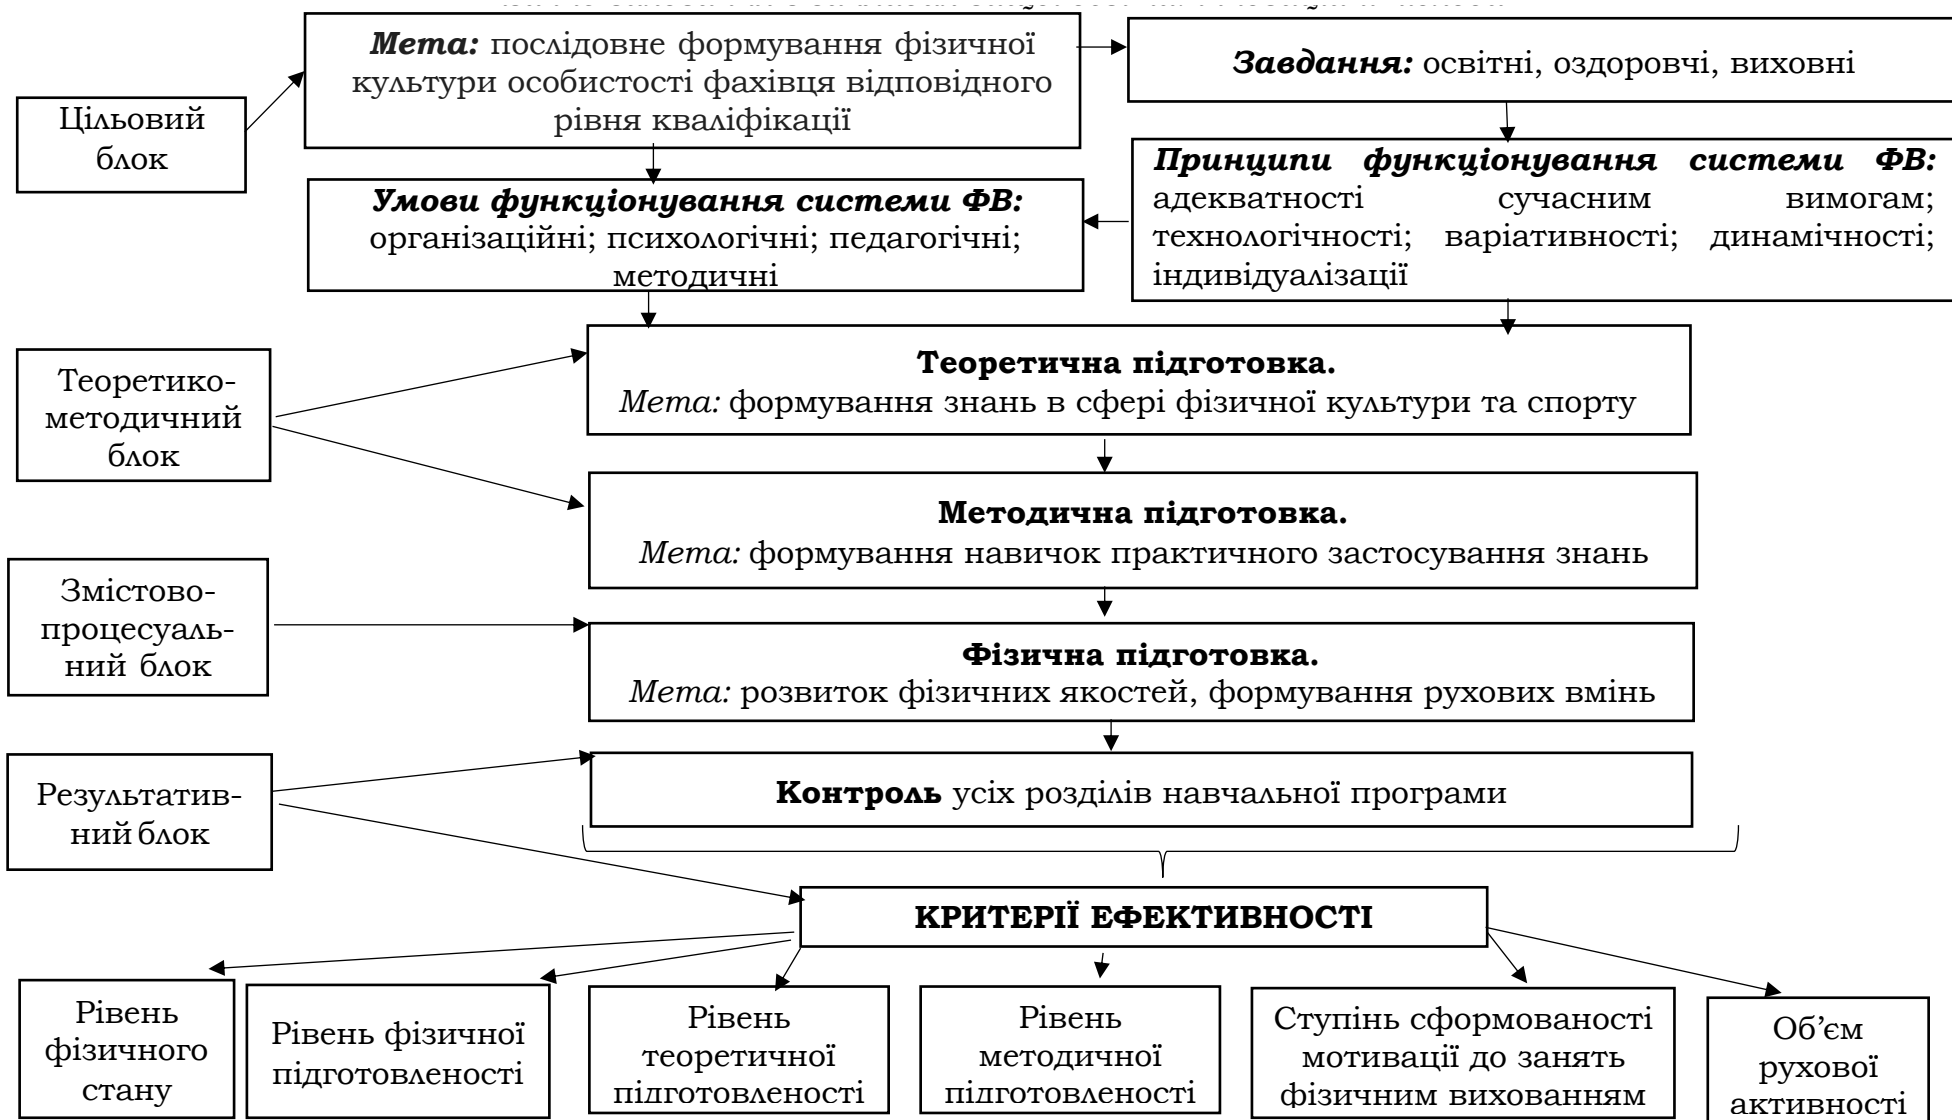 Мета: послідовне формування фізичної
культури особистості фахівця відповідного
рівня кваліфікації
Завдання: освітні, оздоровчі, виховні
Цільовий
блок
Умови функціонування системи ФВ:
організаційні; психологічні; педагогічні;
методичні
Принципи функціонування системи ФВ:
адекватності сучасним вимогам;
технологічності; варіативності; динамічності;
індивідуалізації
Теоретико-
методичний
блок
Теоретична підготовка.
Мета: формування знань в сфері фізичної культури та спорту
Методична підготовка.
Мета: формування навичок практичного застосування знань
Змістово-
процесуаль-
ний блок
Фізична підготовка.
Мета: розвиток фізичних якостей, формування рухових вмінь
Результатив-
ний блок
Контроль усіх розділів навчальної програми
КРИТЕРІЇ ЕФЕКТИВНОСТІ
Рівень
фізичного
стану
Рівень фізичної
підготовленості
Рівень
теоретичної
підготовленості
Рівень
методичної
підготовленості
Ступінь сформованості
мотивації до занять
фізичним вихованням
Об’єм
рухової
активності